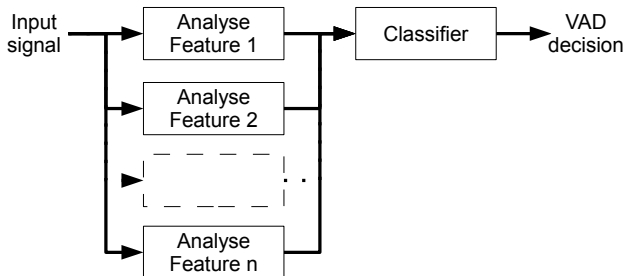 Input
signal
Analyse
Feature 1
Classifier
VAD
decision
Analyse
Feature 2
Analyse
Feature n